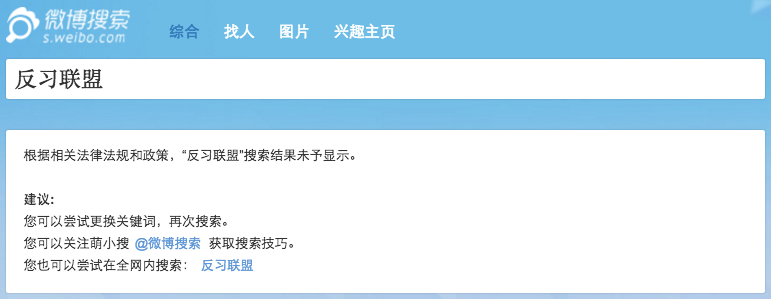 微博搜索
s.weibo.com
综合 找人 图片 兴趣主页
反习联盟
根据相关法律法规和政策，“反习联盟”搜索结果未予显示。
建议:
您可以尝试更换关键词，再次搜索。
您可以关注萌小搜 @微博搜索 获取搜索技巧。
您也可以尝试在全网内搜索： 反习联盟